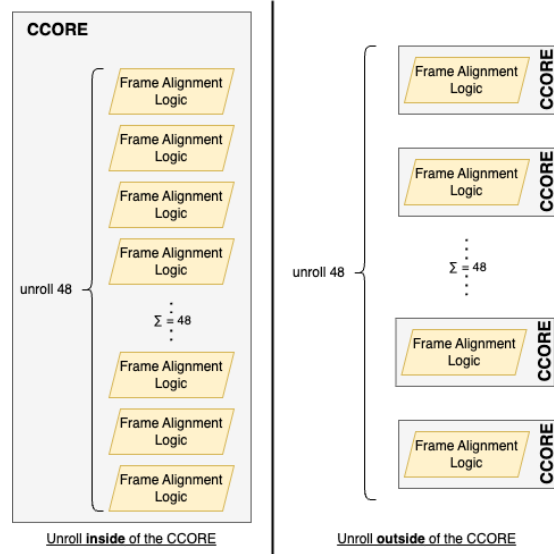 CCORE
Frame Alignment
Logic
Frame Alignment
Logic
Frame Alignment
Logic
Frame Alignment
Logic
unroll 48
Σ = 48
Frame Alignment
Logic
Frame Alignment
Logic
Frame Alignment
Logic
Unroll inside of the CCORE
Frame Alignment
Logic
CCORE
Frame Alignment
Logic
CCORE
unroll 48
Σ = 48
Frame Alignment
Logic
CCORE
Frame Alignment
Logic
CCORE
Unroll outside of the CCORE